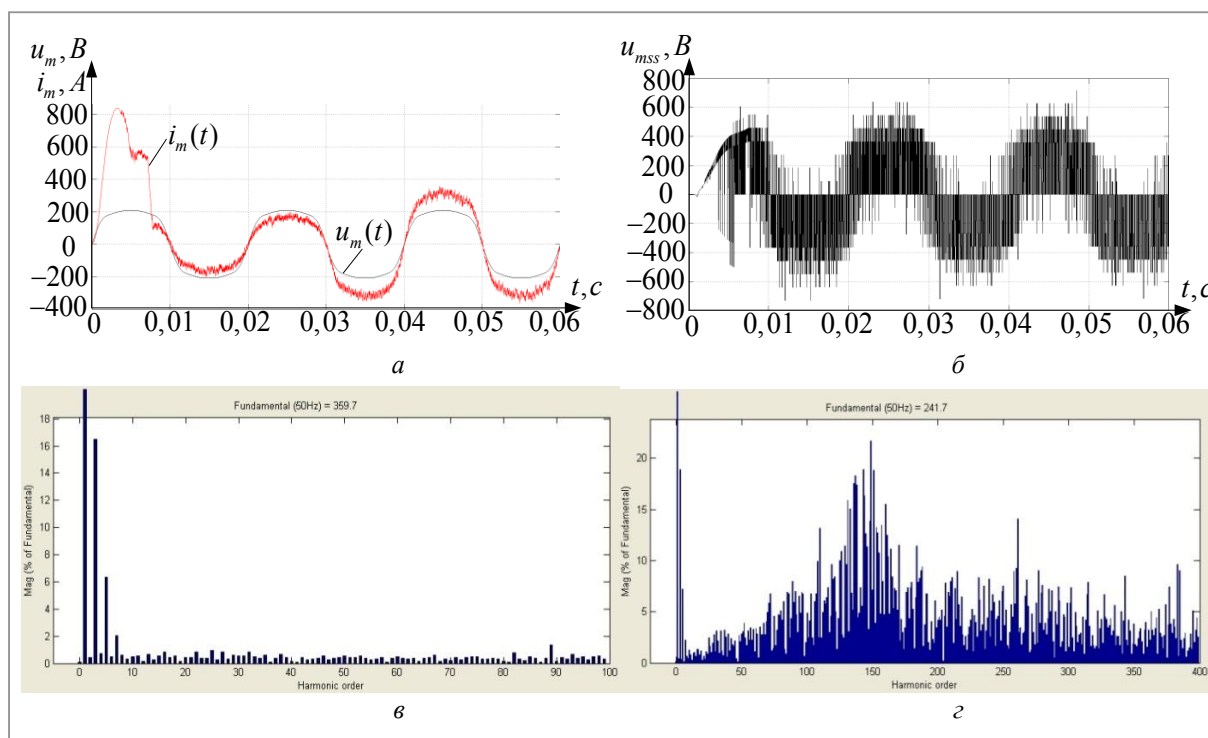 u_m, B
i_m, A
800
600
400
200
0
−200
−400
i_m(t)
u_m(t)
t, c
0 0,01 0,02 0,03 0,04 0,05 0,06
а
u_mss, B
800
600
400
200
0
−200
−400
−600
−800
t, c
0 0,01 0,02 0,03 0,04 0,05 0,06
б
Fundamental (50Hz) = 359.7
Mag (% of Fundamental)
18
16
14
12
10
8
6
4
2
0
0 10 20 30 40 50 60 70 80 90 100
Harmonic order
в
Fundamental (50Hz) = 241.7
Mag (% of Fundamental)
20
15
10
5
0
0 50 100 150 200 250 300 350 400
Harmonic order
г